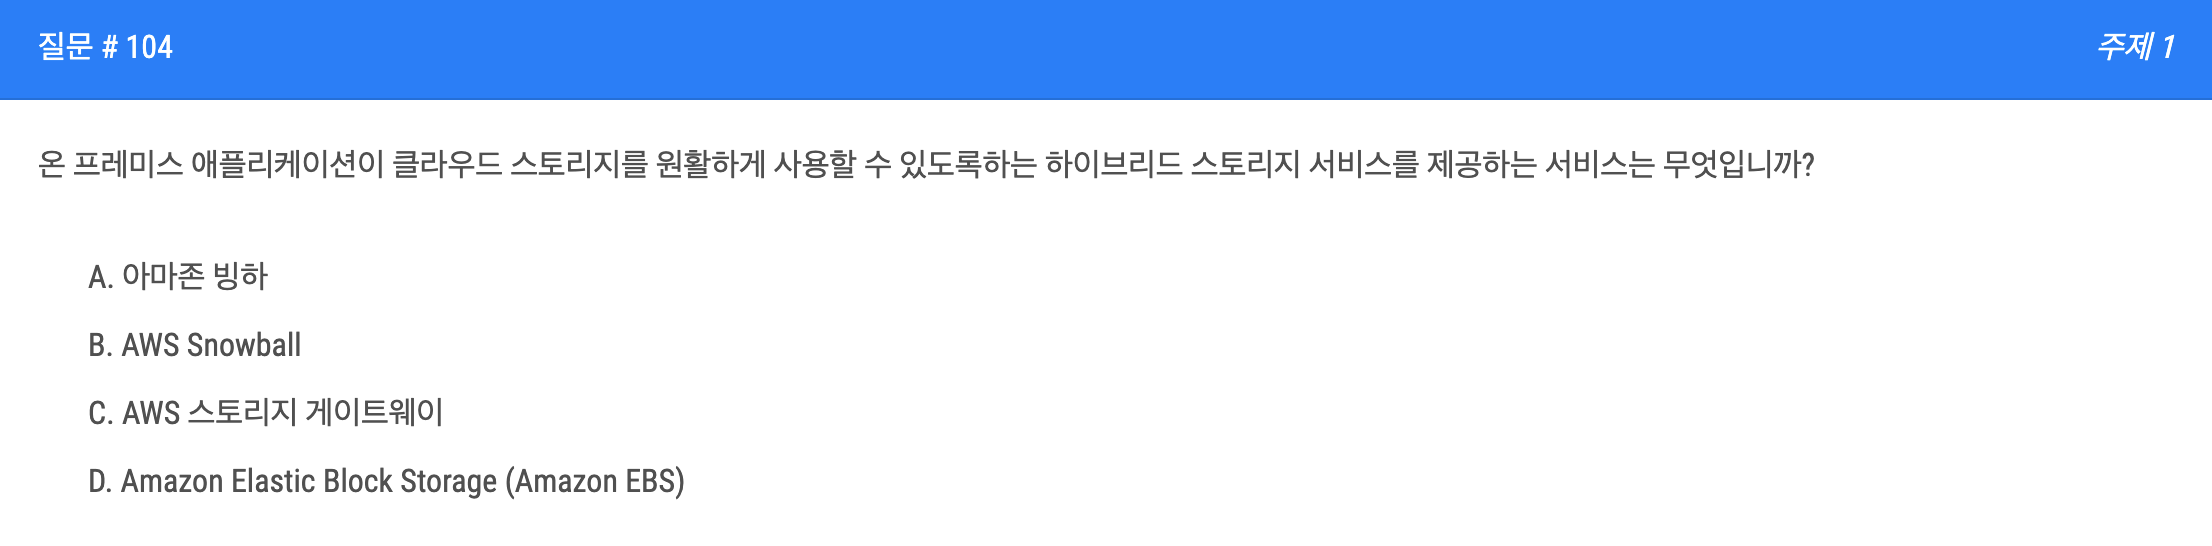 질문 # 104
주제 1
온 프레미스 애플리케이션이 클라우드 스토리지를 원활하게 사용할 수 있도록하는 하이브리드 스토리지 서비스를 제공하는 서비스는 무엇입니까?
A. 아마존 빙하
B. AWS Snowball
C. AWS 스토리지 게이트웨이
D. Amazon Elastic Block Storage (Amazon EBS)